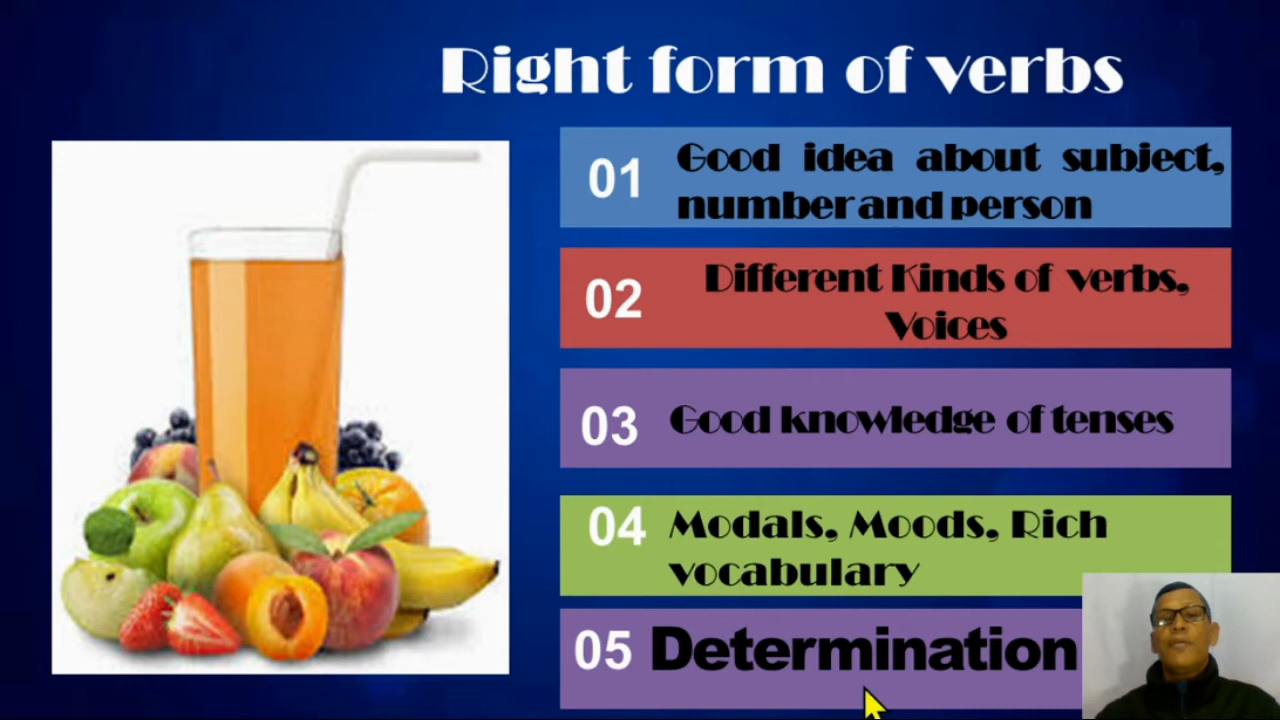 Right form of verbs
01 Good idea about subject,
number and person
02 Different Kinds of verbs,
Voices
03 Good knowledge of tenses
04 Modals, Moods, Rich
vocabulary
05 Determination